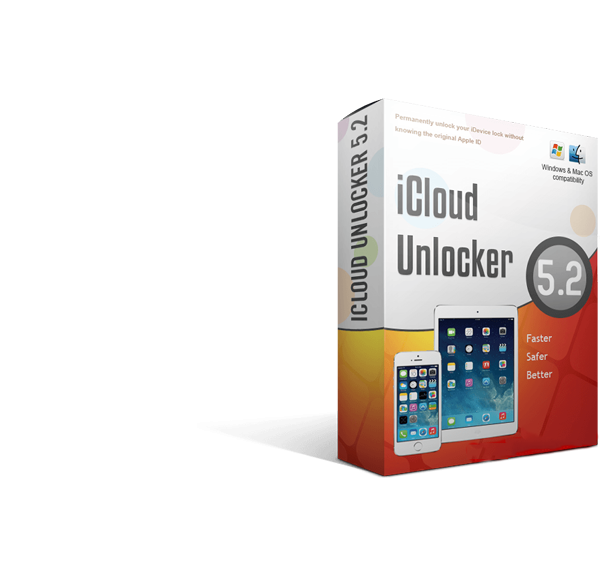 Permanently unlock your iDevice lock without
knowing the original Apple ID
Windows & Mac OS
compatibility
iCloud
Unlocker
5.2
Faster
Safer
Better
ICLOUD UNLOCKER 5.2